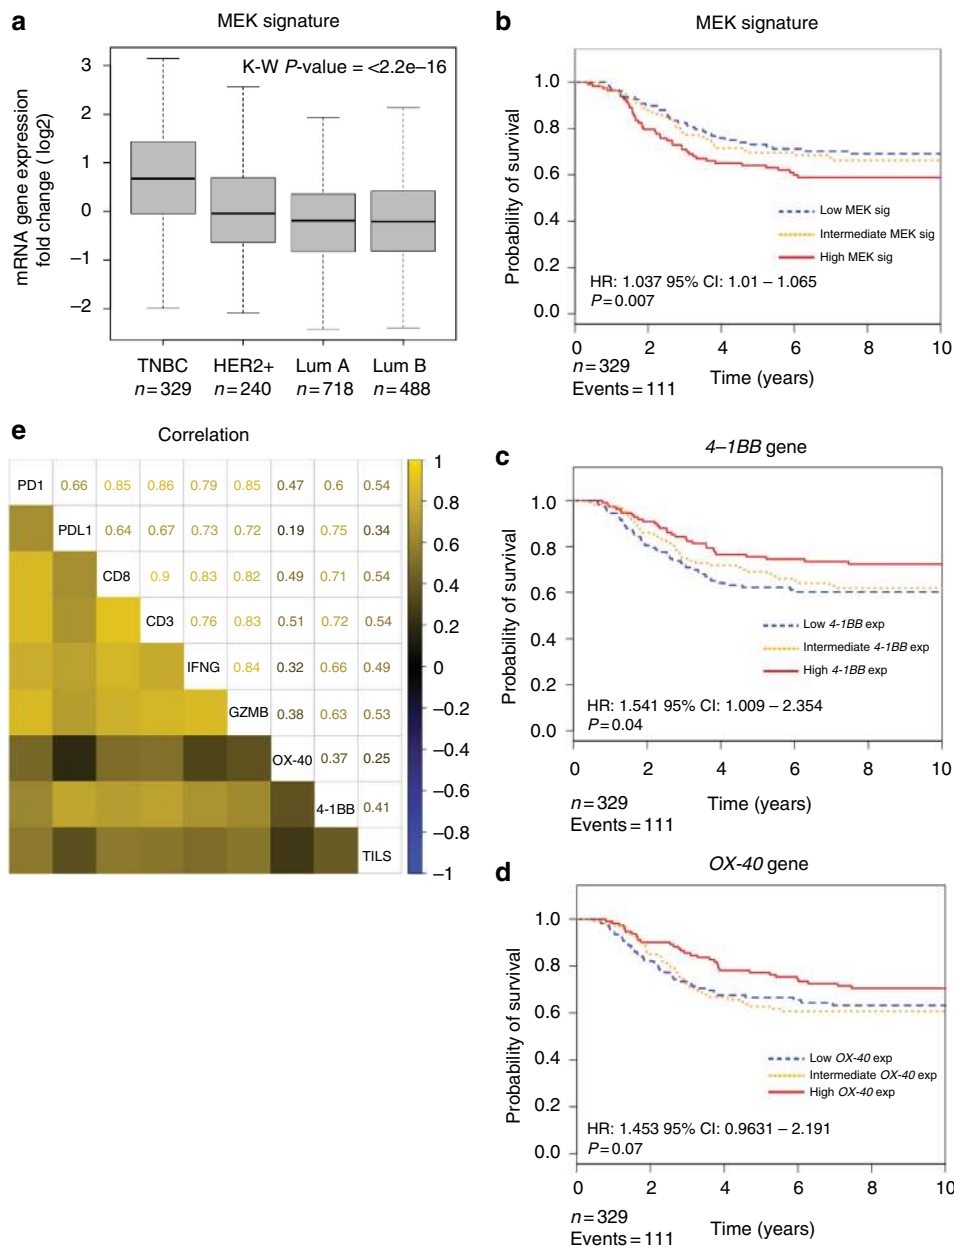 a
MEK signature
K-W P-value = <2.2e–16
mRNA gene expression
fold change ( log2)
3
2
1
0
−1
−2
TNBC
HER2+
Lum A
Lum B
n=329
n=240
n=718
n=488
b
MEK signature
Probability of survival
1.0
0.8
0.6
0.4
0.2
0.0
Low MEK sig
Intermediate MEK sig
High MEK sig
HR: 1.037 95% CI: 1.01 – 1.065
P=0.007
0 2 4 6 8 10
n=329
Events=111
Time (years)
e
Correlation
PD1 0.66 0.85 0.86 0.79 0.85 0.47 0.6 0.54
PDL1 0.64 0.67 0.73 0.72 0.19 0.75 0.34
CD8 0.9 0.83 0.82 0.49 0.71 0.54
CD3 0.76 0.83 0.51 0.72 0.54
IFNG 0.84 0.32 0.66 0.49
GZMB 0.38 0.63 0.53
OX-40 0.37 0.25
4-1BB 0.41
TILS
1
0.8
0.6
0.4
0.2
0
−0.2
−0.4
−0.6
−0.8
−1
c
4–1BB gene
Probability of survival
1.0
0.8
0.6
0.4
0.2
0.0
Low 4-1BB exp
Intermediate 4-1BB exp
High 4-1BB exp
HR: 1.541 95% CI: 1.009 – 2.354
P=0.04
0 2 4 6 8 10
n=329
Events=111
Time (years)
d
OX-40 gene
Probability of survival
1.0
0.8
0.6
0.4
0.2
0.0
Low OX-40 exp
Intermediate OX-40 exp
High OX-40 exp
HR: 1.453 95% CI: 0.9631 – 2.191
P=0.07
0 2 4 6 8 10
n=329
Events=111
Time (years)